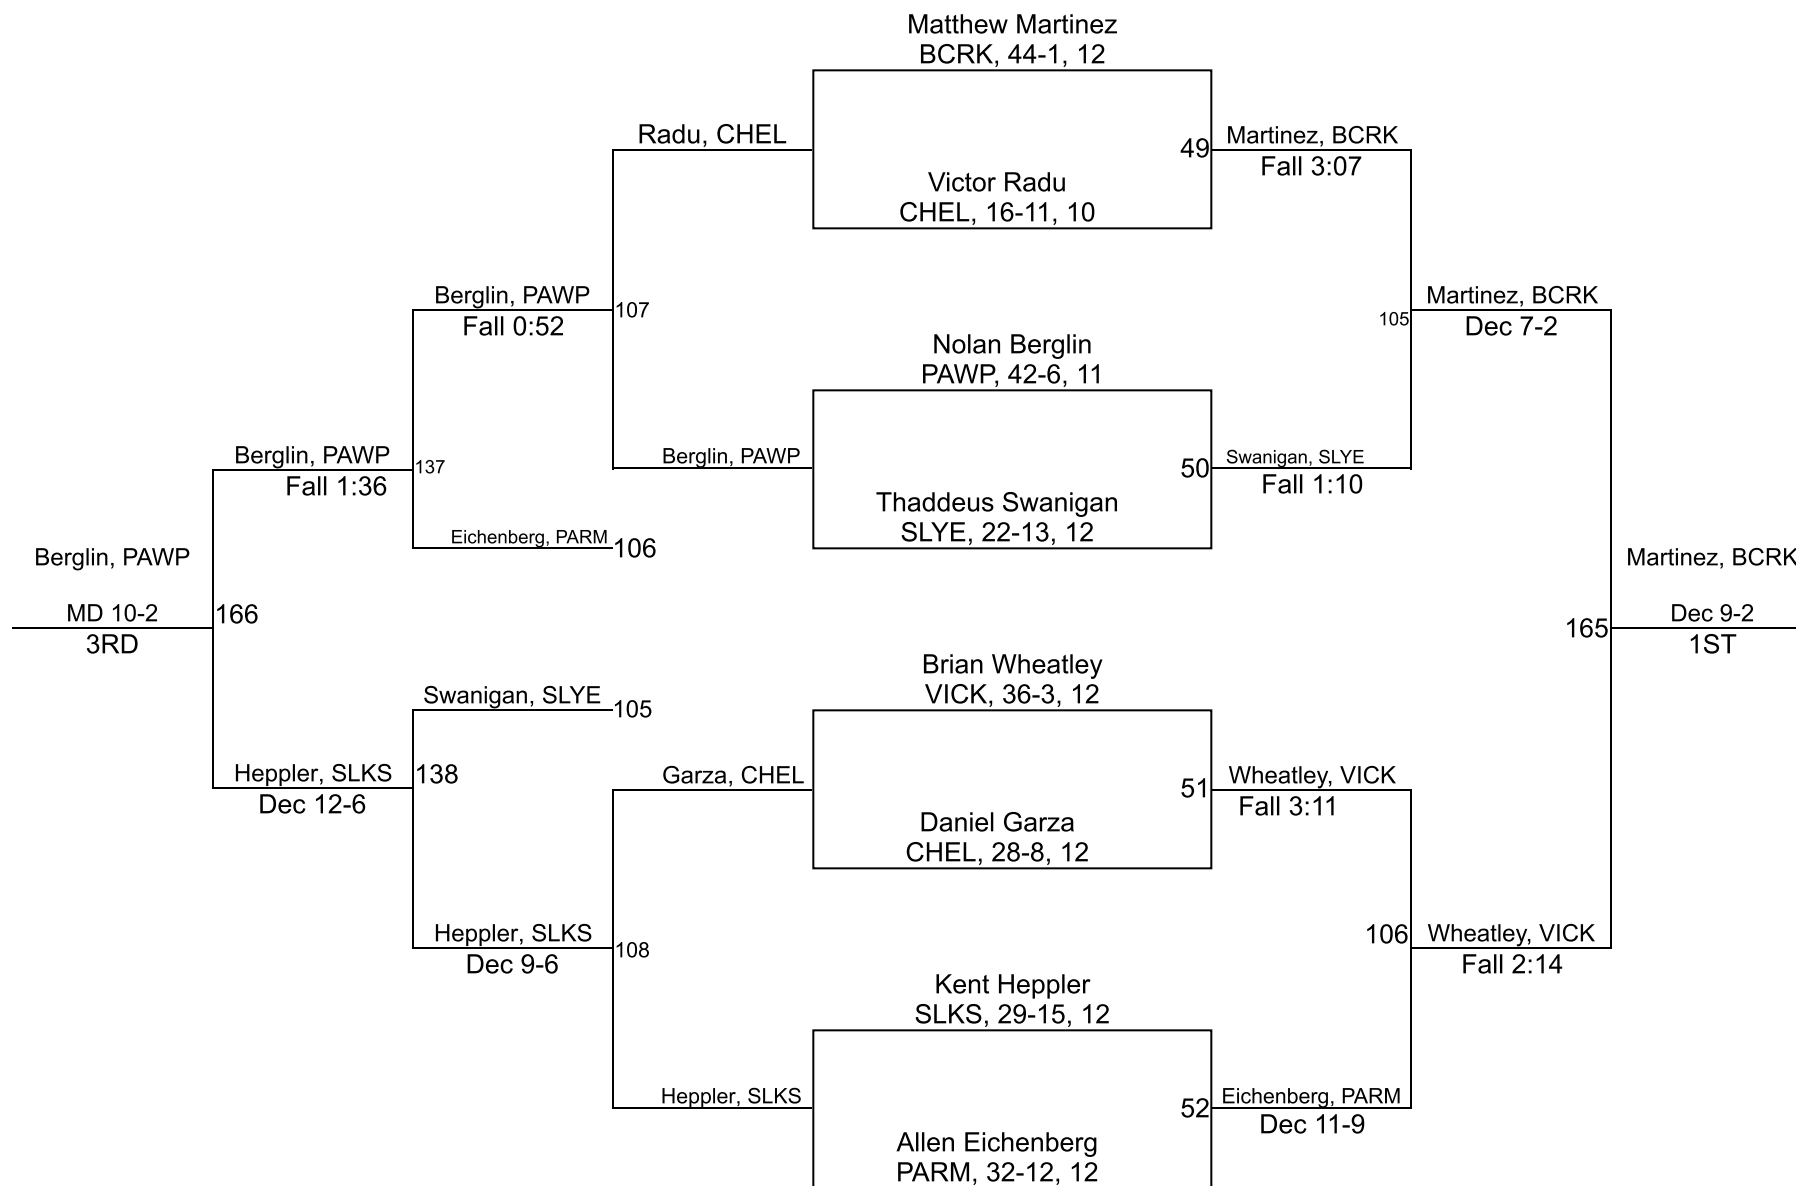 Matthew Martinez
BCRK, 44-1, 12
Radu, CHEL
49
Martinez, BCRK
Fall 3:07
Victor Radu
CHEL, 16-11, 10
Berglin, PAWP
107
Fall 0:52
Martinez, BCRK
105
Dec 7-2
Nolan Berglin
PAWP, 42-6, 11
Berglin, PAWP
137
Fall 1:36
Berglin, PAWP
50
Swanigan, SLYE
Fall 1:10
Thaddeus Swanigan
SLYE, 22-13, 12
Eichenberg, PARM
106
Berglin, PAWP
Martinez, BCRK
MD 10-2
166
3RD
165
Dec 9-2
1ST
Brian Wheatley
VICK, 36-3, 12
Swanigan, SLYE
105
Heppler, SLKS
138
Dec 12-6
Garza, CHEL
51
Wheatley, VICK
Fall 3:11
Daniel Garza
CHEL, 28-8, 12
Heppler, SLKS
108
Dec 9-6
106
Wheatley, VICK
Fall 2:14
Kent Heppler
SLKS, 29-15, 12
Heppler, SLKS
52
Eichenberg, PARM
Dec 11-9
Allen Eichenberg
PARM, 32-12, 12